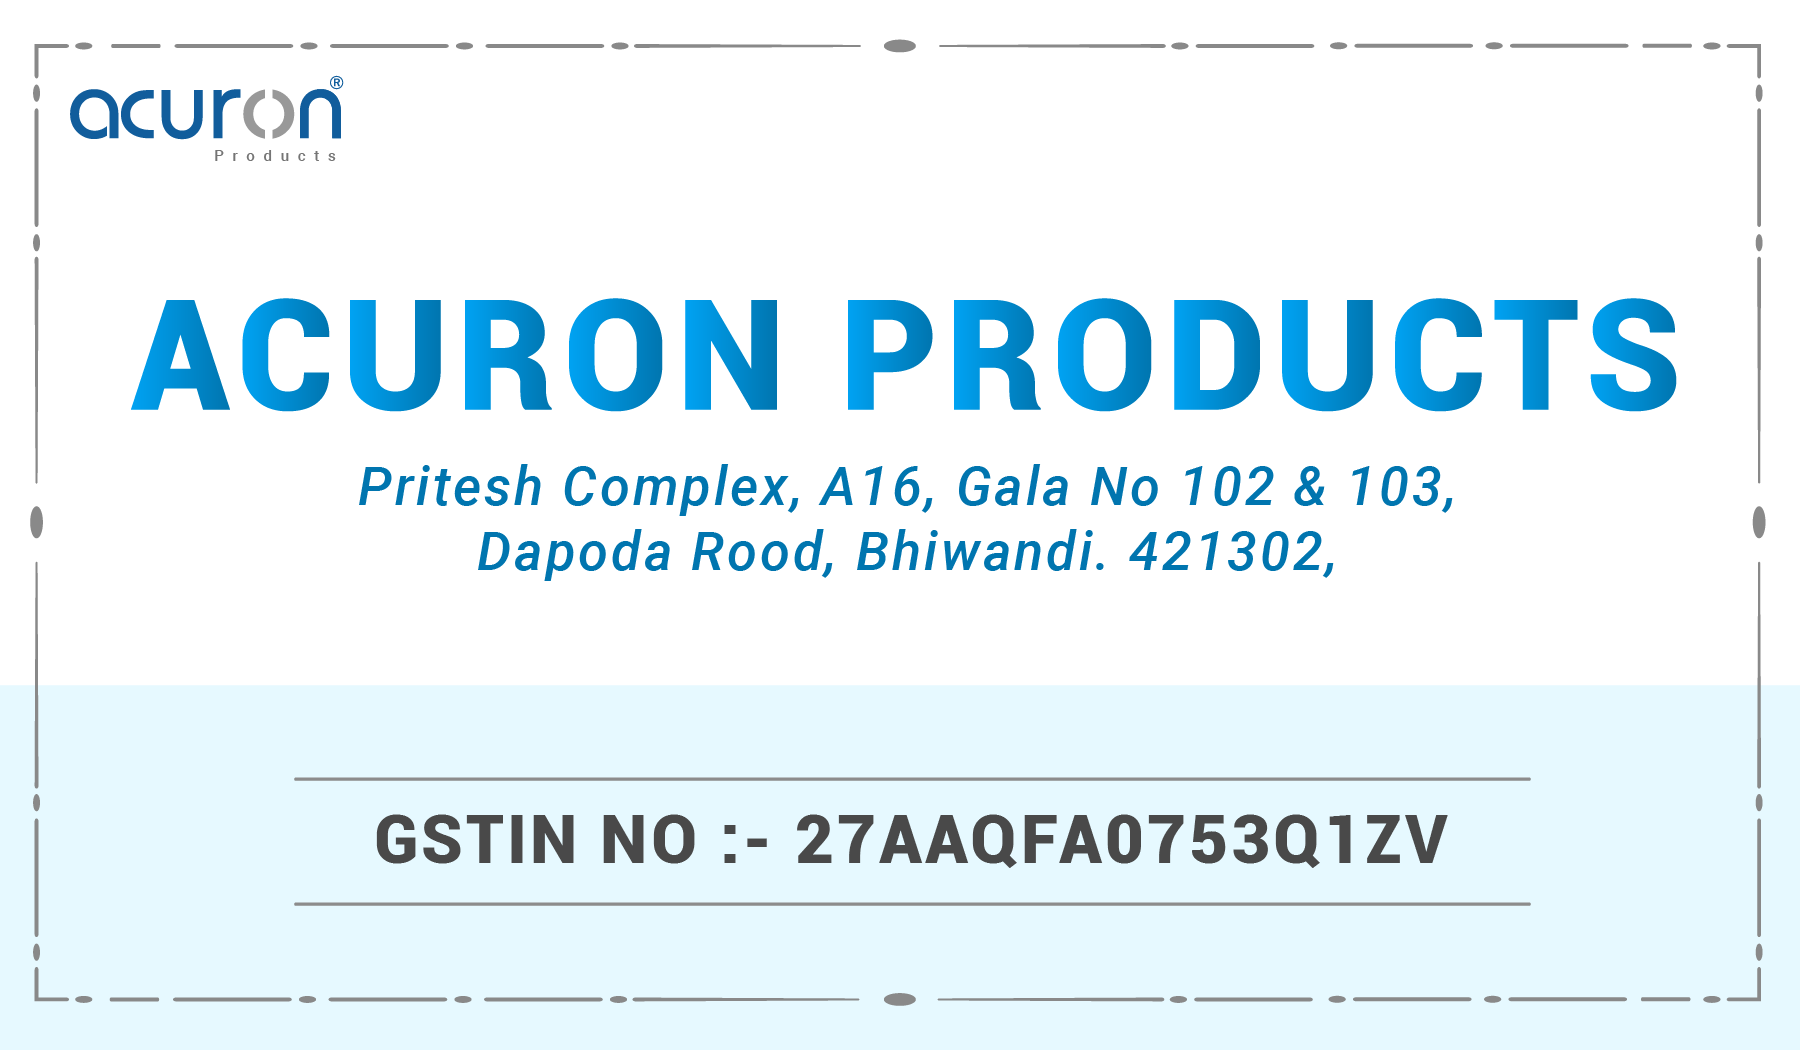 acuron®
Products
ACURON PRODUCTS
Pritesh Complex, A16, Gala No 102 & 103,
Dapoda Rood, Bhiwandi. 421302,
GSTIN NO :- 27AAQFA0753Q1ZV